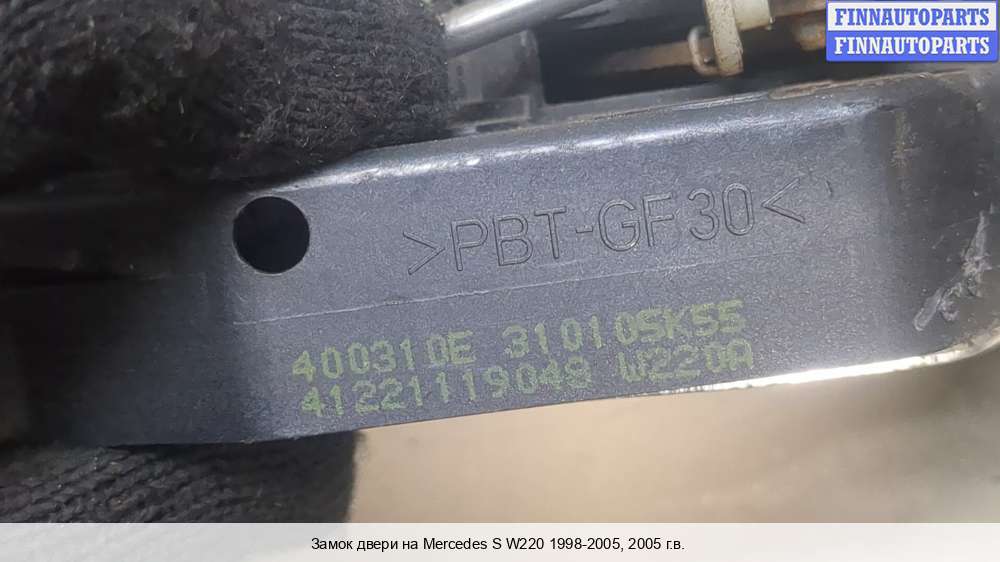 FINNAUTOPARTS
FINNAUTOPARTS
>PBT-GF30<
400310E 310105K55
41221119048 W220A
Замок двери на Mercedes S W220 1998-2005, 2005 г.в.